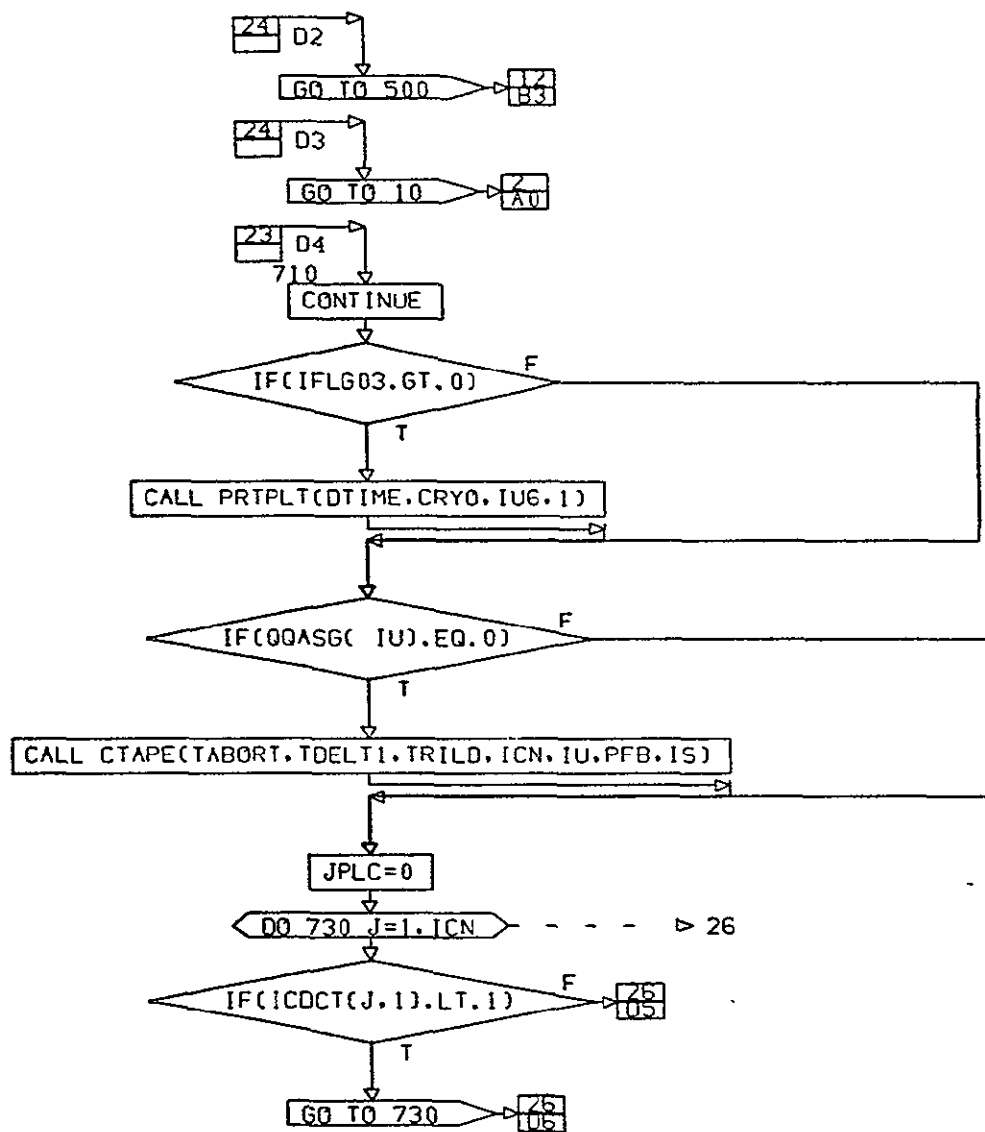 24 D2
GO TO 500
12
B3
24 D3
GO TO 10
2
A0
23 D4
710
CONTINUE
IF(IFLG03.GT.0)
F
T
CALL PRTPLT(DTIME,CRYO,IU6,1)
IF(OQASG( IU).EQ.0)
F
T
CALL CTAPE(TABORT,TDELT1,TRILD,ICN,IU,PFB,IS)
JPLC=0
DO 730 J=1,ICN
26
IF(ICDCT(J,1).LT.1)
F
26
D5
T
GO TO 730
26
D6